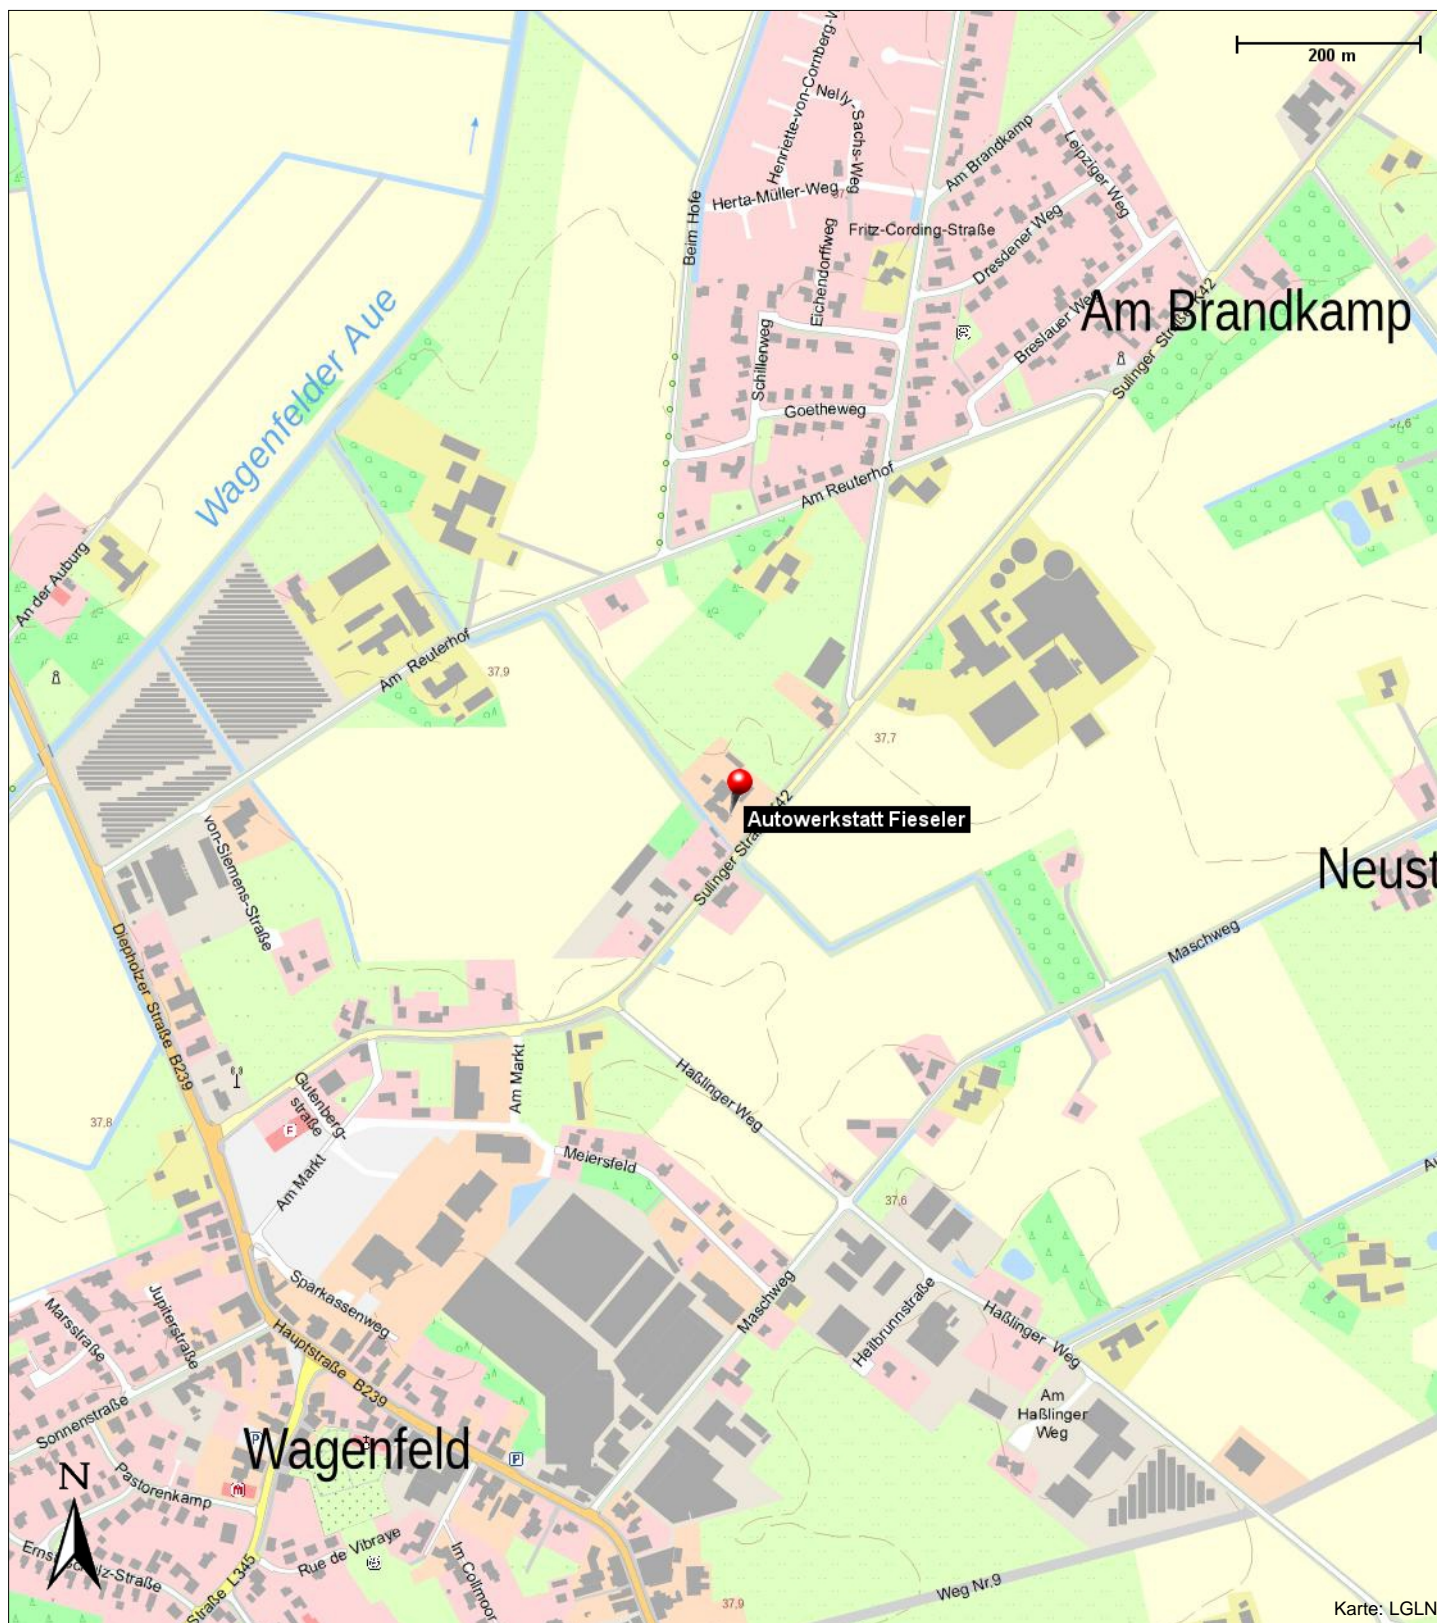 200 m
Henriette-von-Cornberg-W
Nelly-Sachs-Weg
Am Brandkamp
Leipziger Weg
Herta-Müller-Weg
37,
Beim Hofe
Eichendorffweg
Fritz-Cording-Straße
Dresdener Weg
Breslauer Weg
Am Brandkamp
Sulinger Straße K42
Wagenfelder Aue
Schillerweg
Goetheweg
37,6
Am Reuterhof
An der Auburg
Am Reuterhof
37,9
37,7
Autowerkstatt Fieseler
Sulinger Straße K42
von-Siemens-Straße
Neust
Diepholzer Straße B239
Maschweg
Am Markt
Haßlinger Weg
Gutenberg-
straße
37,8
F
Meiersfeld
Am Markt
37,6
Sparkassenweg
Maschweg
Heilbrunnstraße
Haßlinger Weg
Marsstraße
Jupiterstraße
Hauptstraße B239
Am
Haßlinger
Weg
Sonnenstraße
P
Wagenfeld
P
N
Pastorenkamp
Rue de Vibraye
Im Collmoor
Straße L345
Weg Nr.9
37,9
Karte: LGLN